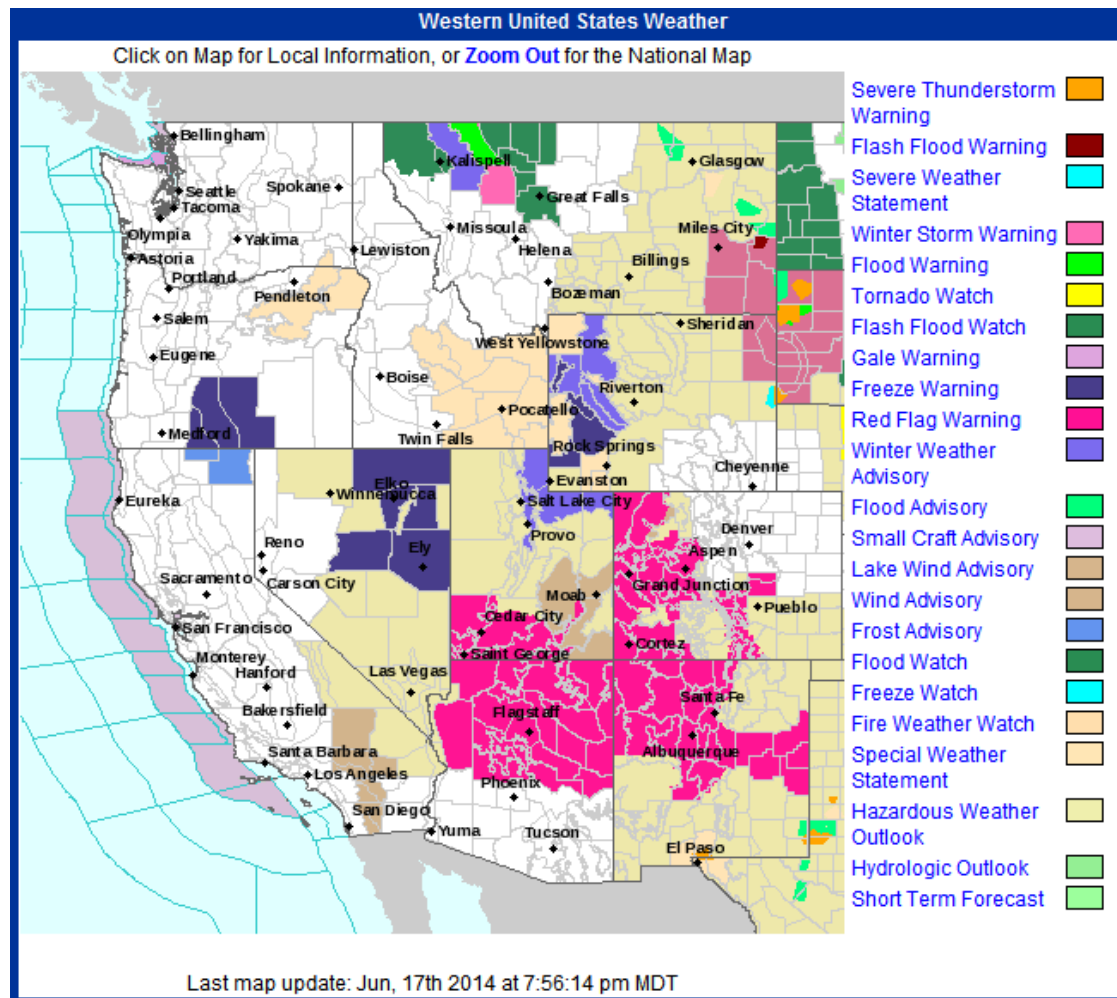 Western United States Weather
Click on Map for Local Information, or Zoom Out for the National Map
Bellingham
Seattle
Tacoma
Olympia
Astoria
Yakima
Spokane
Portland
Pendleton
Salem
Eugene
Medford
Lewiston
Kalispell
Great Falls
Missoula
Helena
Glasgow
Miles City
Billings
Bozeman
West Yellowstone
Sheridan
Boise
Pocatello
Twin Falls
Riverton
Rock Springs
Cheyenne
Evanston
Eureka
Elko
Winnemucca
Salt Lake City
Provo
Reno
Ely
Carson City
Sacramento
San Francisco
Monterey
Hanford
Bakersfield
Las Vegas
Moab
Cedar City
Saint George
Denver
Aspen
Grand Junction
Pueblo
Cortez
Santa Fe
Flagstaff
Albuquerque
Santa Barbara
Los Angeles
San Diego
Phoenix
Yuma
Tucson
El Paso
Severe Thunderstorm
Warning
Flash Flood Warning
Severe Weather
Statement
Winter Storm Warning
Flood Warning
Tornado Watch
Flash Flood Watch
Gale Warning
Freeze Warning
Red Flag Warning
Winter Weather
Advisory
Flood Advisory
Small Craft Advisory
Lake Wind Advisory
Wind Advisory
Frost Advisory
Flood Watch
Freeze Watch
Fire Weather Watch
Special Weather
Statement
Hazardous Weather
Outlook
Hydrologic Outlook
Short Term Forecast
Last map update: Jun, 17th 2014 at 7:56:14 pm MDT